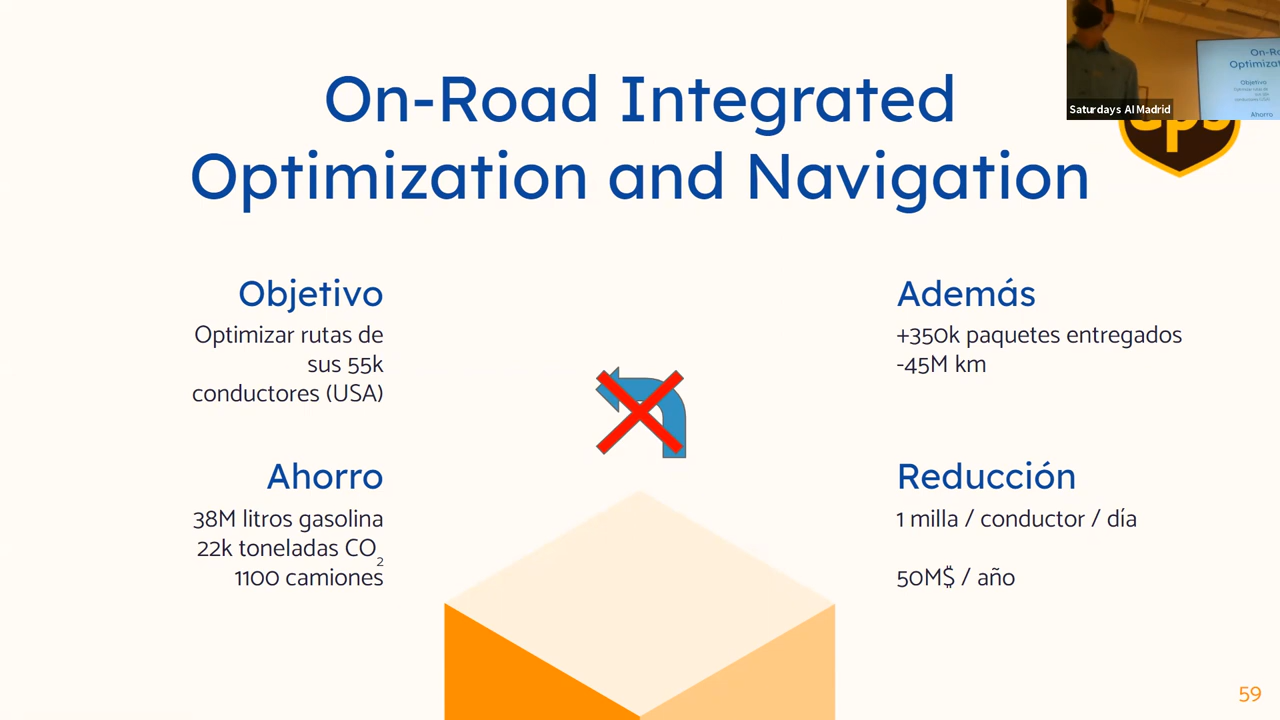 On-Road Integrated
Optimization and Navigation
Saturdays AI Madrid
ups
Objetivo
Optimizar rutas de
sus 55k
conductores (USA)
Además
+350k paquetes entregados
-45M km
Ahorro
38M litros gasolina
22k toneladas CO2
1100 camiones
Reducción
1 milla / conductor / día
50M$ / año
59